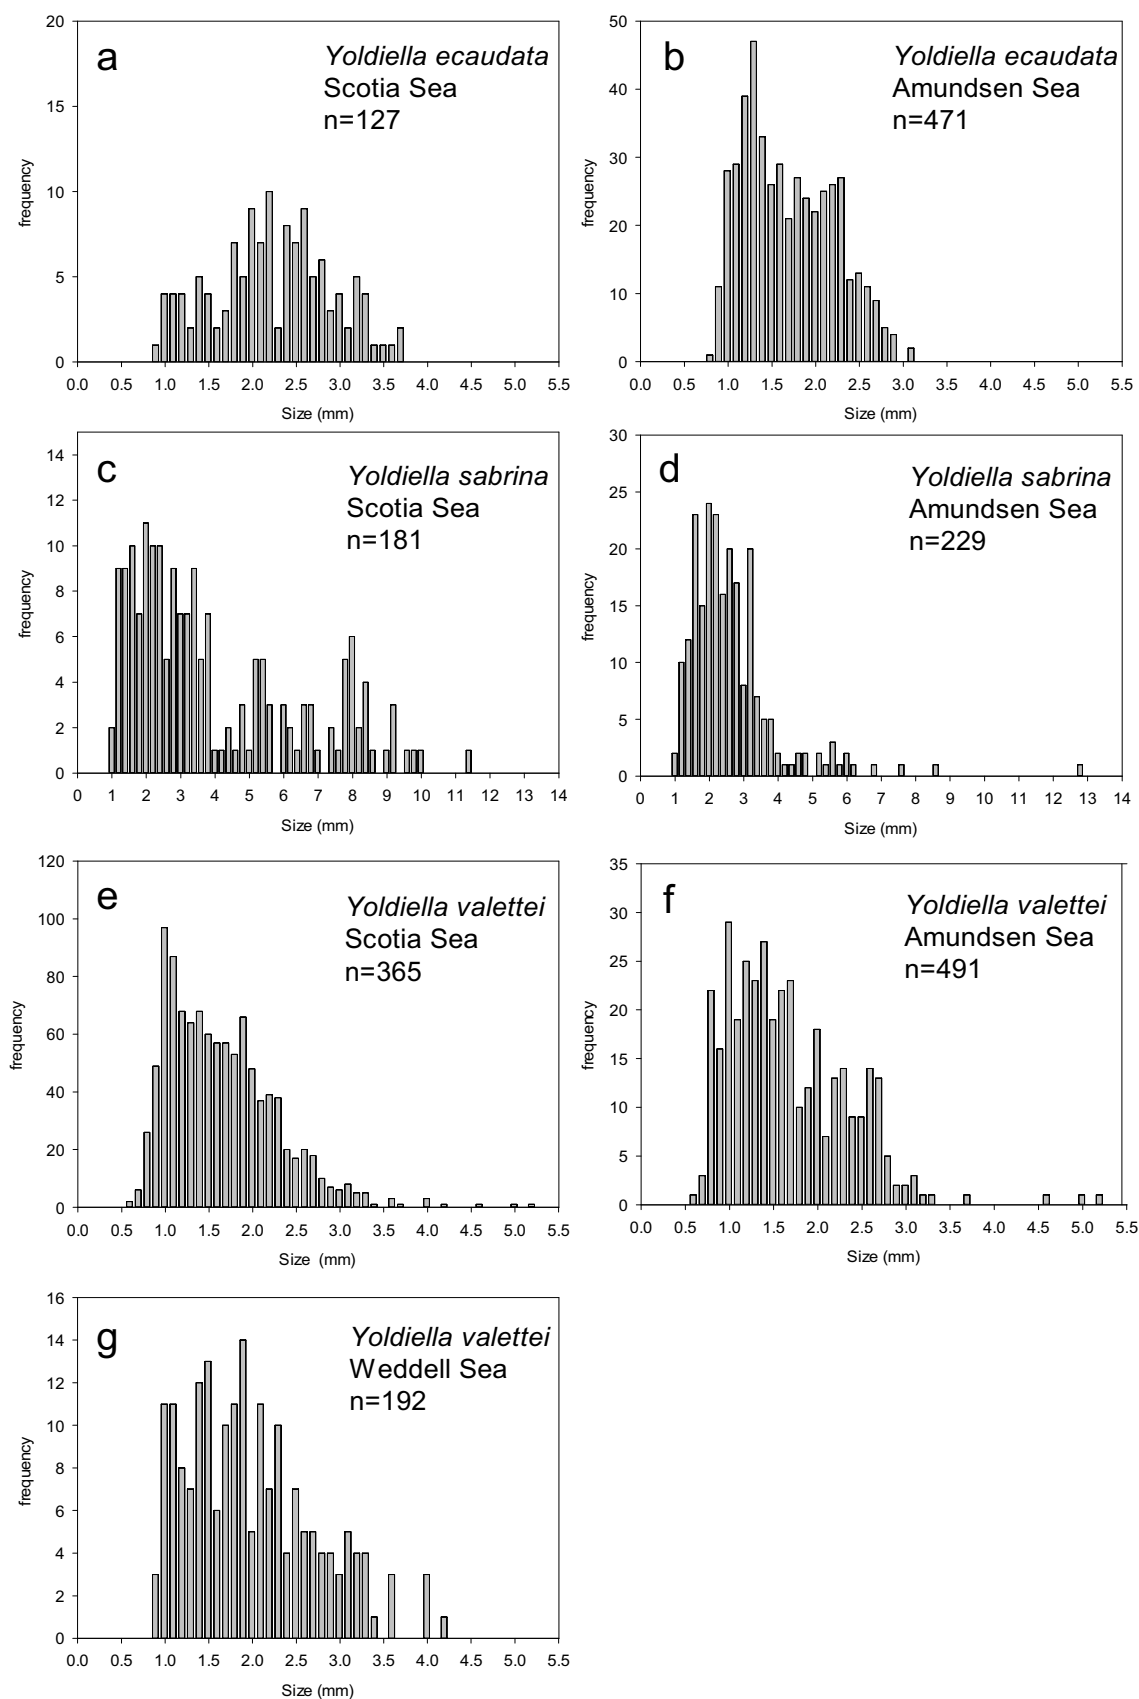 a
Yoldiella ecaudata
Scotia Sea
n=127
frequency
20
15
10
5
0
0.0 0.5 1.0 1.5 2.0 2.5 3.0 3.5 4.0 4.5 5.0 5.5
Size (mm)
b
Yoldiella ecaudata
Amundsen Sea
n=471
frequency
50
40
30
20
10
0
0.0 0.5 1.0 1.5 2.0 2.5 3.0 3.5 4.0 4.5 5.0 5.5
Size (mm)
c
Yoldiella sabrina
Scotia Sea
n=181
frequency
14
12
10
8
6
4
2
0
0 1 2 3 4 5 6 7 8 9 10 11 12 13 14
Size (mm)
d
Yoldiella sabrina
Amundsen Sea
n=229
frequency
30
25
20
15
10
5
0
0 1 2 3 4 5 6 7 8 9 10 11 12 13 14
Size (mm)
e
Yoldiella valettei
Scotia Sea
n=365
frequency
120
100
80
60
40
20
0
0.0 0.5 1.0 1.5 2.0 2.5 3.0 3.5 4.0 4.5 5.0 5.5
Size (mm)
f
Yoldiella valettei
Amundsen Sea
n=491
frequency
35
30
25
20
15
10
5
0
0.0 0.5 1.0 1.5 2.0 2.5 3.0 3.5 4.0 4.5 5.0 5.5
Size (mm)
g
Yoldiella valettei
Weddell Sea
n=192
frequency
16
14
12
10
8
6
4
2
0
0.0 0.5 1.0 1.5 2.0 2.5 3.0 3.5 4.0 4.5 5.0 5.5
Size (mm)